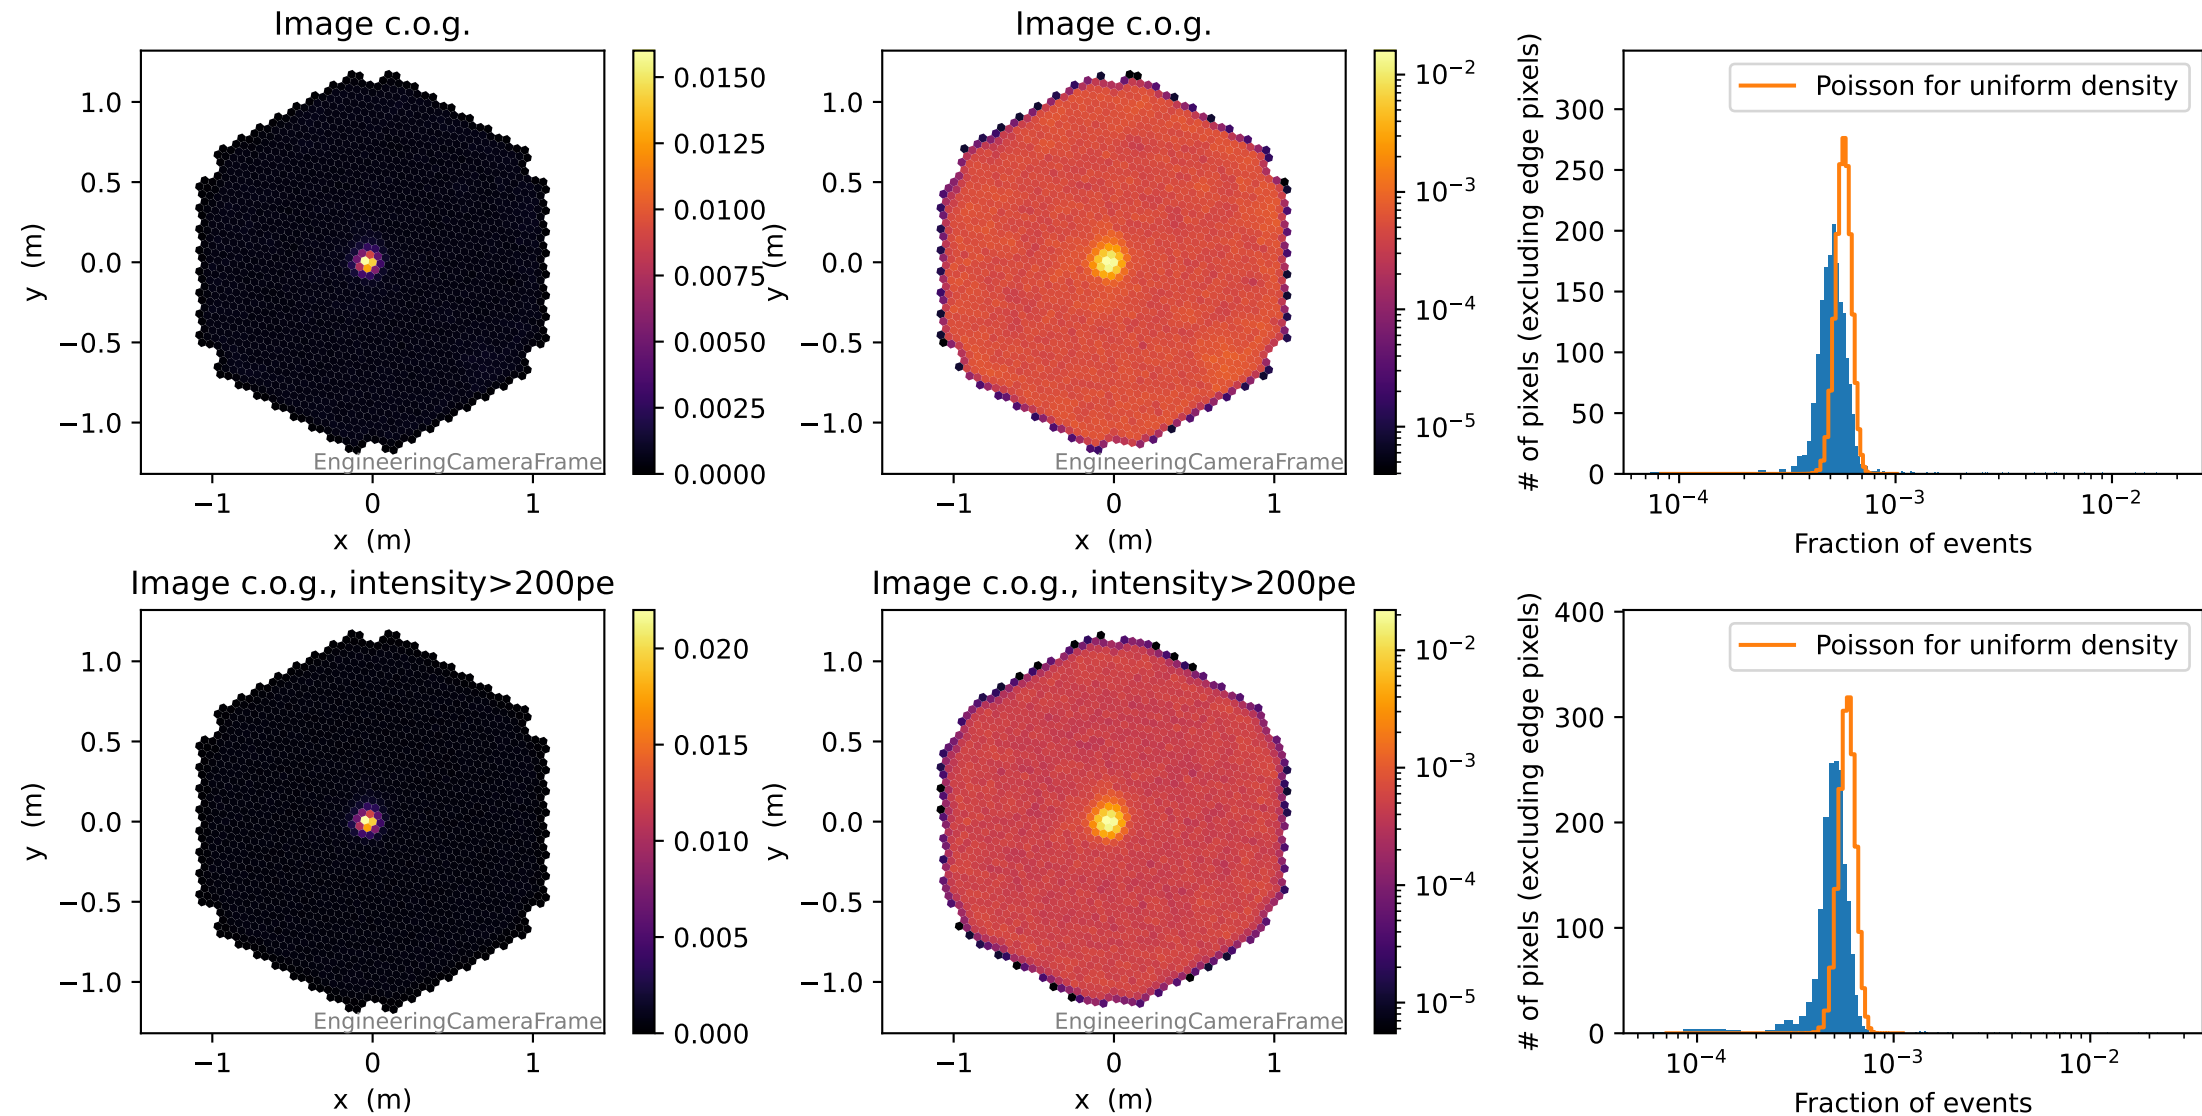 Image c.o.g.
y (m)
1.0
0.5
0.0
−0.5
−1.0
EngineeringCameraFrame
−1 0 1
x (m)
0.0150
0.0125
0.0100
0.0075
0.0050
0.0025
0.0000
Image c.o.g.
y (m)
1.0
0.5
0.0
−0.5
−1.0
EngineeringCameraFrame
−1 0 1
x (m)
10⁻²
10⁻³
10⁻⁴
10⁻⁵
# of pixels (excluding edge pixels)
Poisson for uniform density
300
250
200
150
100
50
0
10⁻⁴ 10⁻³ 10⁻²
Fraction of events
Image c.o.g., intensity>200pe
y (m)
1.0
0.5
0.0
−0.5
−1.0
EngineeringCameraFrame
−1 0 1
x (m)
0.020
0.015
0.010
0.005
0.000
Image c.o.g., intensity>200pe
y (m)
1.0
0.5
0.0
−0.5
−1.0
EngineeringCameraFrame
−1 0 1
x (m)
10⁻²
10⁻³
10⁻⁴
10⁻⁵
# of pixels (excluding edge pixels)
Poisson for uniform density
400
300
200
100
0
10⁻⁴ 10⁻³ 10⁻²
Fraction of events